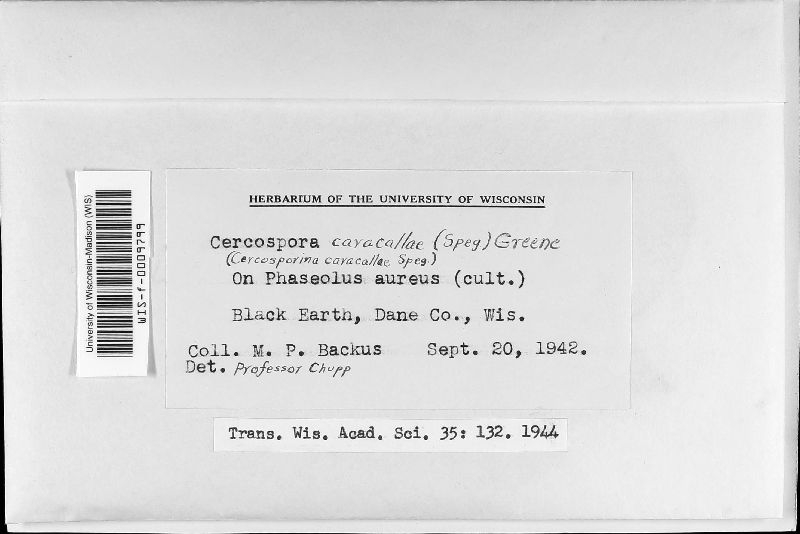 HERBARIUM OF THE UNIVERSITY OF WISCONSIN
Cercospora caracallae (Speg) Greene
(Cercosporina caracallae Speg.)
On Phaseolus aureus (cult.)
Black Earth, Dane Co., Wis.
Coll. M. P. Backus Sept. 20, 1942.
Det. Professor Chupp
Trans. Wis. Acad. Sci. 35: 132. 1944
University of Wisconsin-Madison (WIS)
WIS-f-0009799